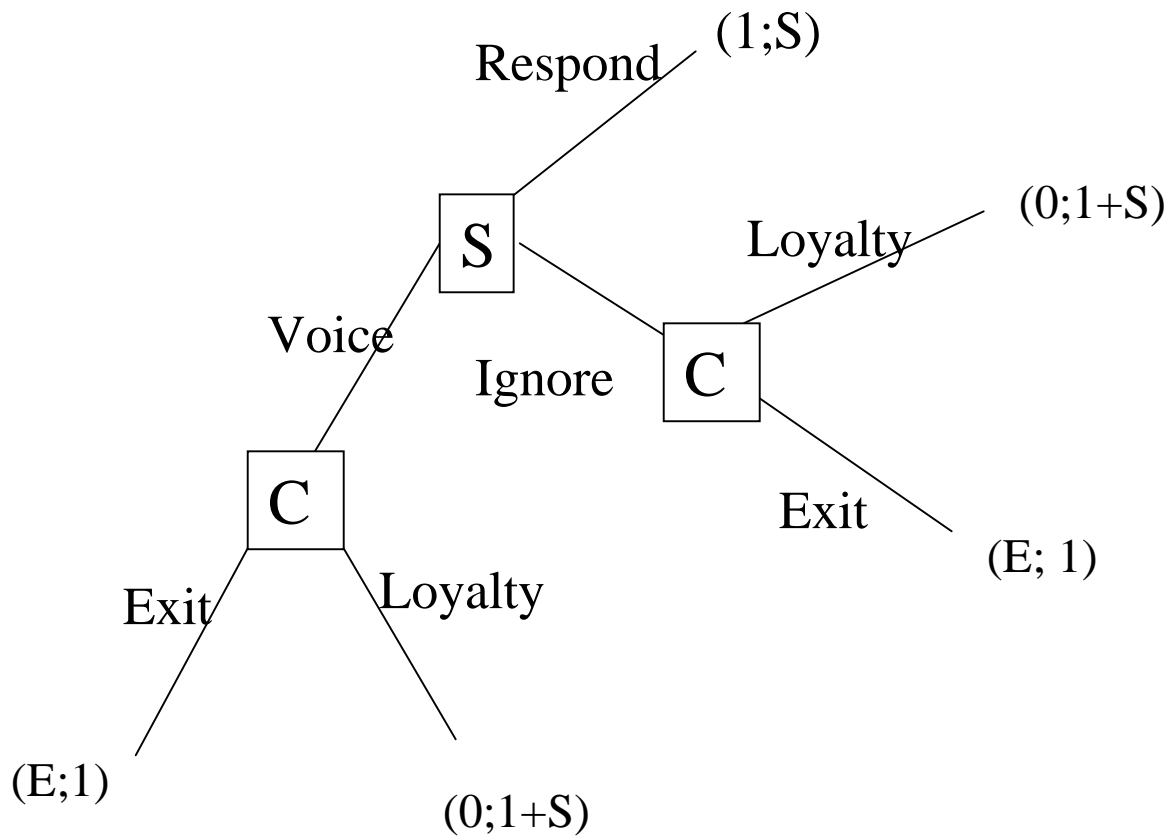 (1;S)
Respond
(0;1+S)
Loyalty
S
Voice
Ignore
C
C
Exit
(E; 1)
Exit
Loyalty
(E;1)
(0;1+S)